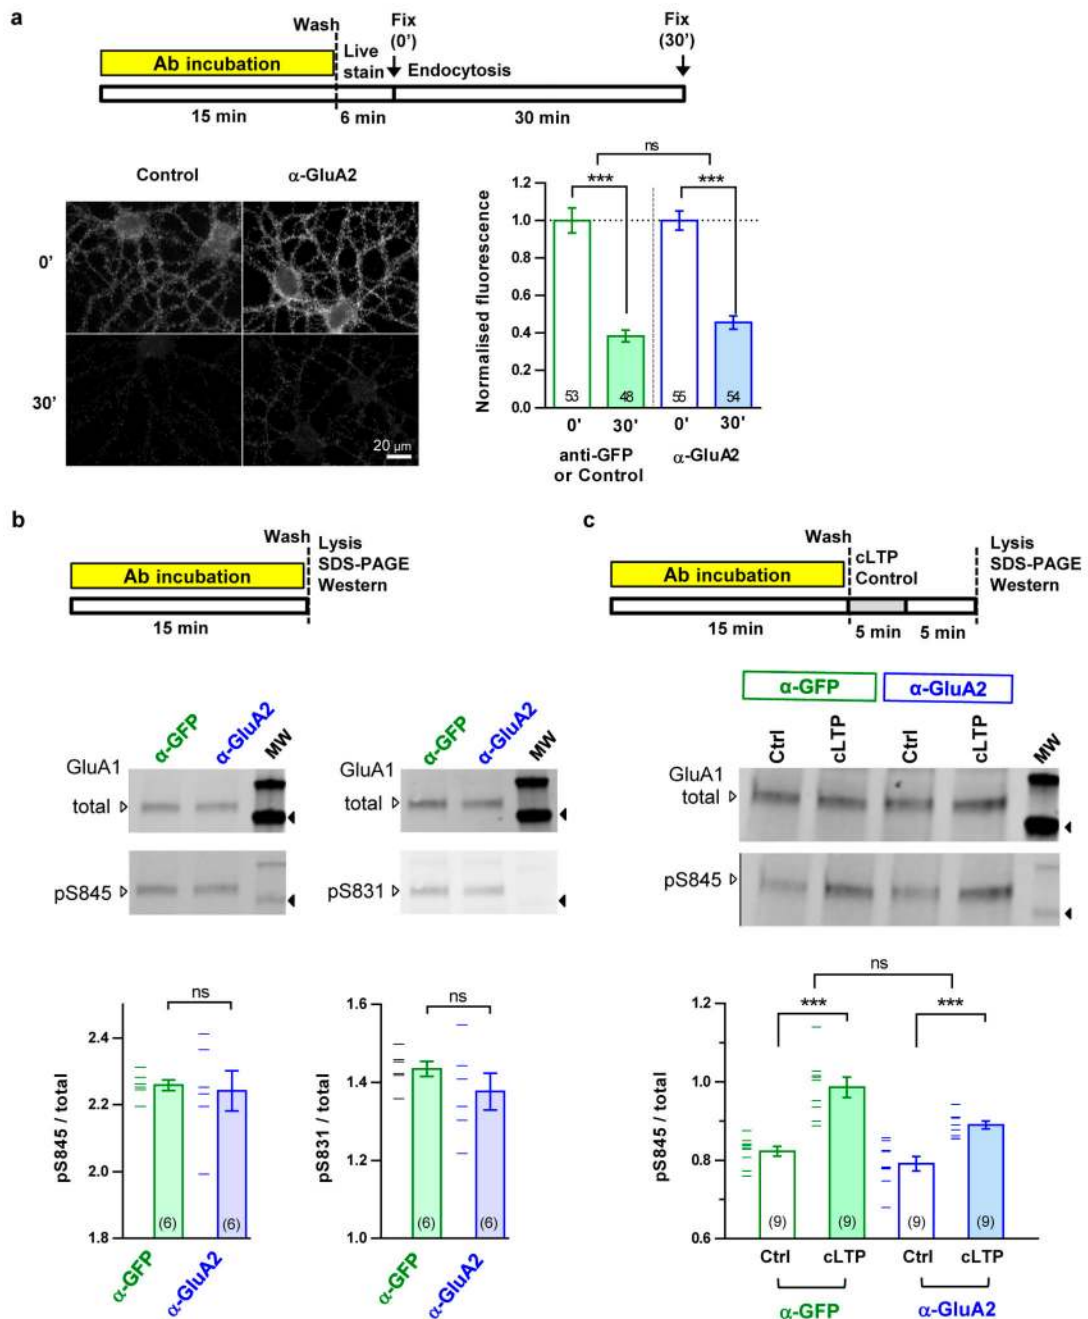 a
Wash
Fix
(0')
Fix
(30')
Ab incubation
Live
stain
Endocytosis
15 min
6 min
30 min
Control
α-GluA2
0'
30'
20 µm
ns
***
***
Normalised fluorescence
1.2
1.0
0.8
0.6
0.4
0.2
0.0
53
48
55
54
0'
30'
0'
30'
anti-GFP
or Control
α-GluA2
b
Wash
Lysis
SDS-PAGE
Western
Ab incubation
15 min
α-GFP
α-GluA2
MW
GluA1
total
pS845
α-GFP
α-GluA2
MW
GluA1
total
pS831
ns
pS845 / total
2.4
2.2
2.0
1.8
(6)
(6)
α-GFP
α-GluA2
ns
pS831 / total
1.6
1.4
1.2
1.0
(6)
(6)
α-GFP
α-GluA2
c
Wash
cLTP
Control
Lysis
SDS-PAGE
Western
Ab incubation
15 min
5 min
5 min
α-GFP
α-GluA2
Ctrl
cLTP
Ctrl
cLTP
MW
GluA1
total
pS845
ns
***
***
pS845 / total
1.2
1.0
0.8
0.6
(9)
(9)
(9)
(9)
Ctrl
cLTP
Ctrl
cLTP
α-GFP
α-GluA2